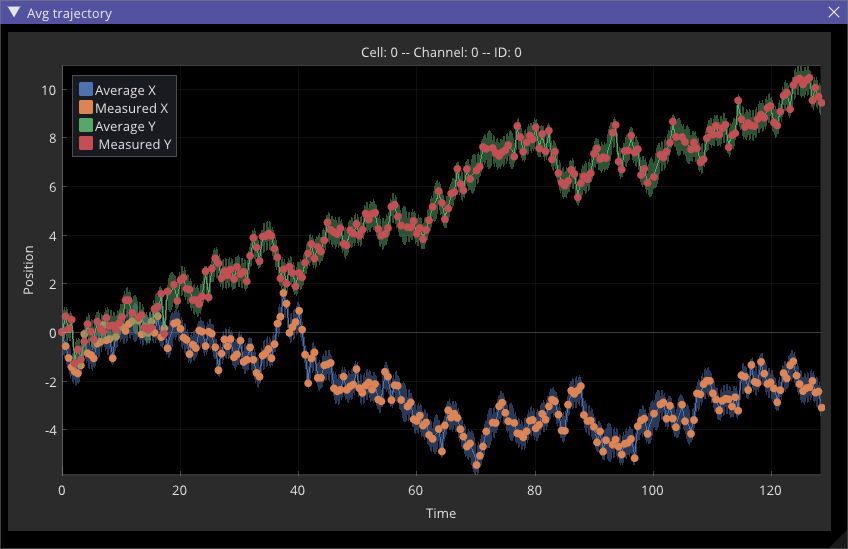 Avg trajectory
Cell: 0 -- Channel: 0 -- ID: 0
Average X
Measured X
Average Y
Measured Y
10
8
6
4
2
0
-2
-4
Position
0 20 40 60 80 100 120
Time